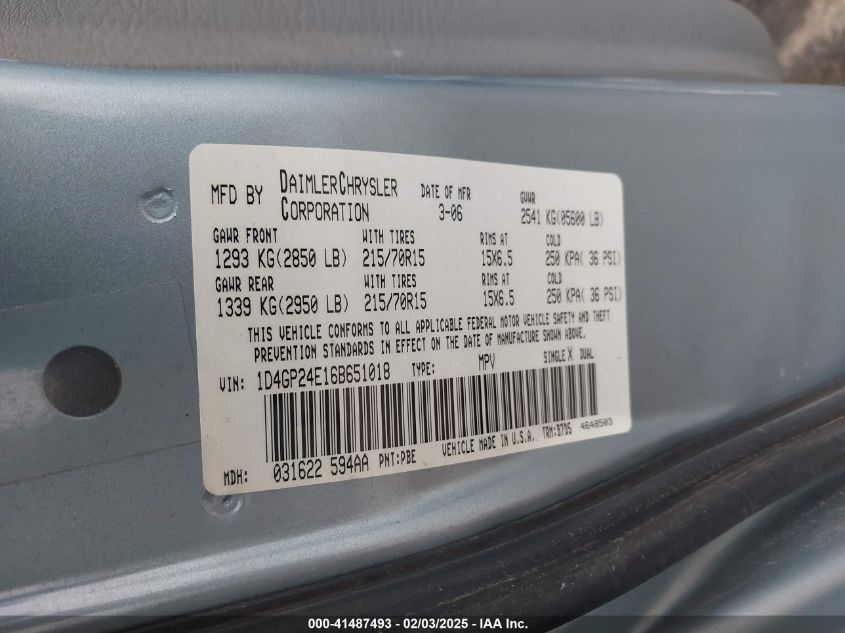 MFD BY DAIMLERCHRYSLER CORPORATION
DATE OF MFR 3-06
GVWR 2541 KG(05600 LB)
GAWR FRONT WITH TIRES RIMS AT COLD
1293 KG(2850 LB) 215/70R15 15X6.5 250 KPA( 36 PSI)
GAWR REAR WITH TIRES RIMS AT COLD
1339 KG(2950 LB) 215/70R15 15X6.5 250 KPA( 36 PSI)
THIS VEHICLE CONFORMS TO ALL APPLICABLE FEDERAL MOTOR VEHICLE SAFETY AND THEFT
PREVENTION STANDARDS IN EFFECT ON THE DATE OF MANUFACTURE SHOWN ABOVE.
VIN: 1D4GP24E16B651018 TYPE: MPV SINGLE X DUAL
MDH: 031622 594AA PNT:PBE VEHICLE MADE IN U.S.A. TRM:B7D5 4648503
000-41487493 - 02/03/2025 - IAA Inc.